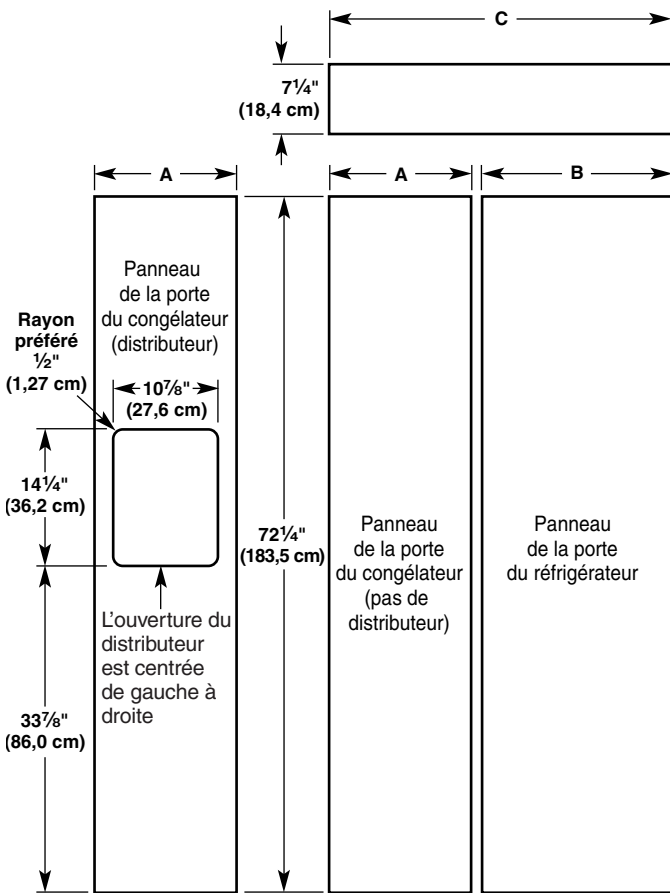 C
7¼"
(18,4 cm)
A
A
B
Panneau
de la porte
du congélateur
(distributeur)
Rayon
préféré
½"
(1,27 cm)
10⅞"
(27,6 cm)
14¼"
(36,2 cm)
72¼"
(183,5 cm)
Panneau
de la porte
du congélateur
(pas de
distributeur)
Panneau
de la porte
du réfrigérateur
L'ouverture du
distributeur
est centrée
de gauche à
droite
33⅞"
(86,0 cm)